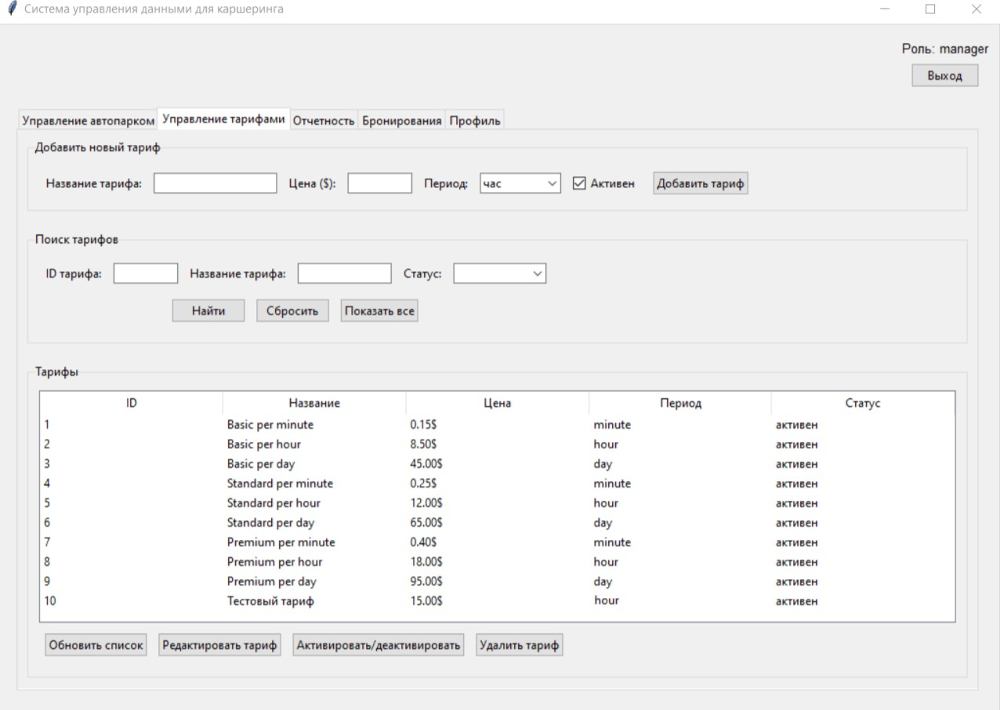 Система управления данными для каршеринга
Роль: manager
Выход
Управление автопарком Управление тарифами Отчетность Бронирования Профиль
Добавить новый тариф
Название тарифа: Цена ($): Период: час Активен Добавить тариф
Поиск тарифов
ID тарифа: Название тарифа: Статус:
Найти Сбросить Показать все
Тарифы
ID Название Цена Период Статус
1 Basic per minute 0.15$ minute активен
2 Basic per hour 8.50$ hour активен
3 Basic per day 45.00$ day активен
4 Standard per minute 0.25$ minute активен
5 Standard per hour 12.00$ hour активен
6 Standard per day 65.00$ day активен
7 Premium per minute 0.40$ minute активен
8 Premium per hour 18.00$ hour активен
9 Premium per day 95.00$ day активен
10 Тестовый тариф 15.00$ hour активен
Обновить список Редактировать тариф Активировать/деактивировать Удалить тариф